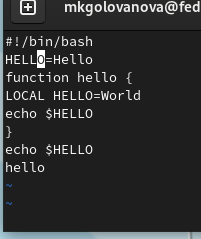 mkgolovanova@fed
#!/bin/bash
HELLO=Hello
function hello {
LOCAL HELLO=World
echo $HELLO
}
echo $HELLO
hello
~
~